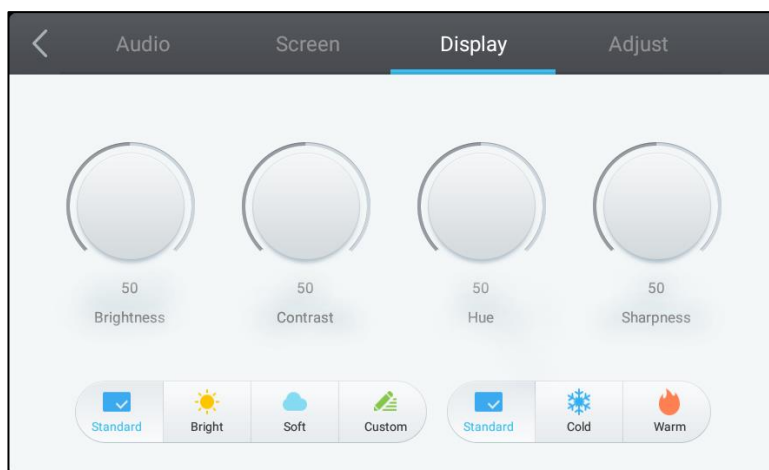 Audio Screen Display Adjust
50 50 50 50
Brightness Contrast Hue Sharpness
Standard Bright Soft Custom Standard Cold Warm